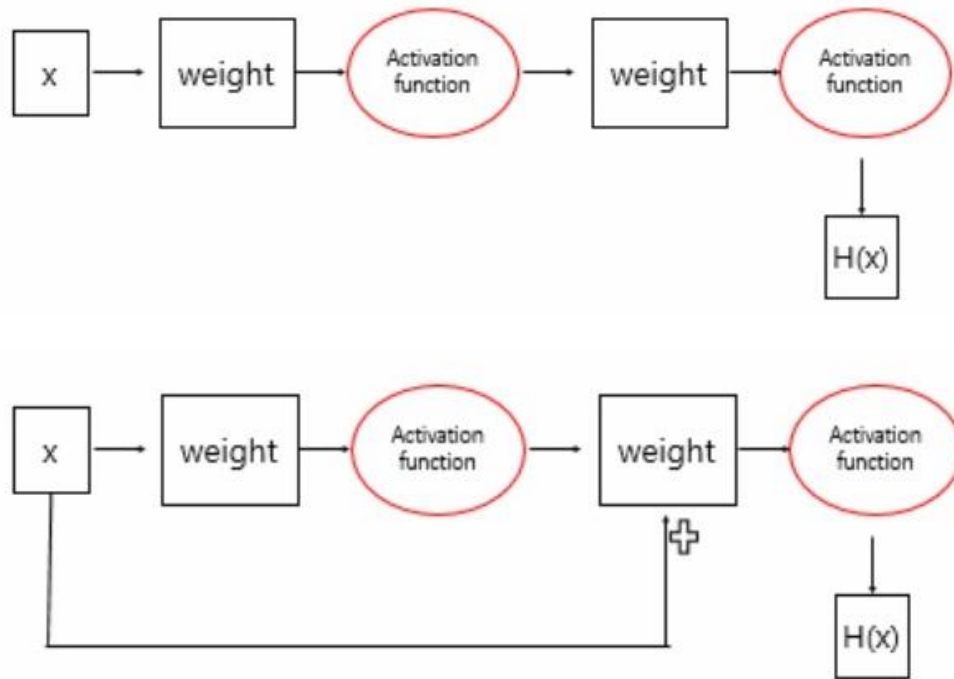 x
weight
Activation
function
weight
Activation
function
H(x)
x
weight
Activation
function
weight
Activation
function
H(x)